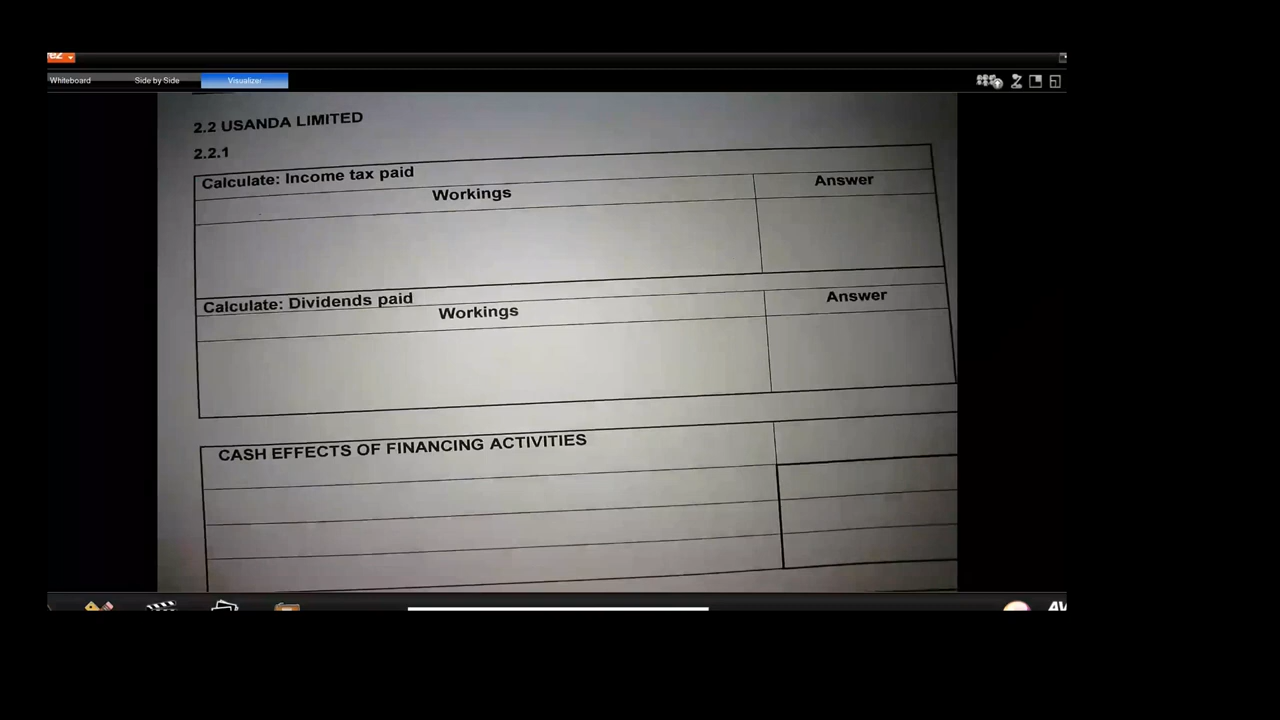 Whiteboard Side by Side Visualizer
2.2 USANDA LIMITED
2.2.1
Calculate: Income tax paid
Workings Answer
Calculate: Dividends paid
Workings Answer
CASH EFFECTS OF FINANCING ACTIVITIES